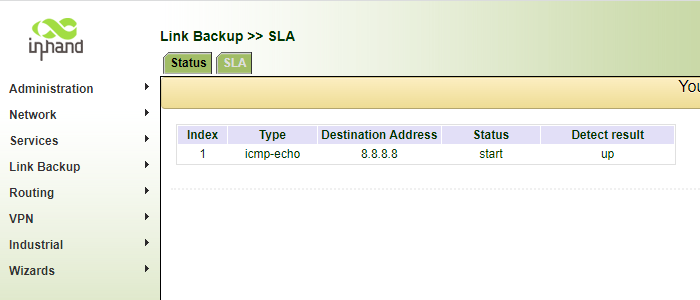 inhand
Link Backup >> SLA
Status SLA
You
Administration
Network
Services
Link Backup
Routing
VPN
Industrial
Wizards
Index Type Destination Address Status Detect result
1 icmp-echo 8.8.8.8 start up